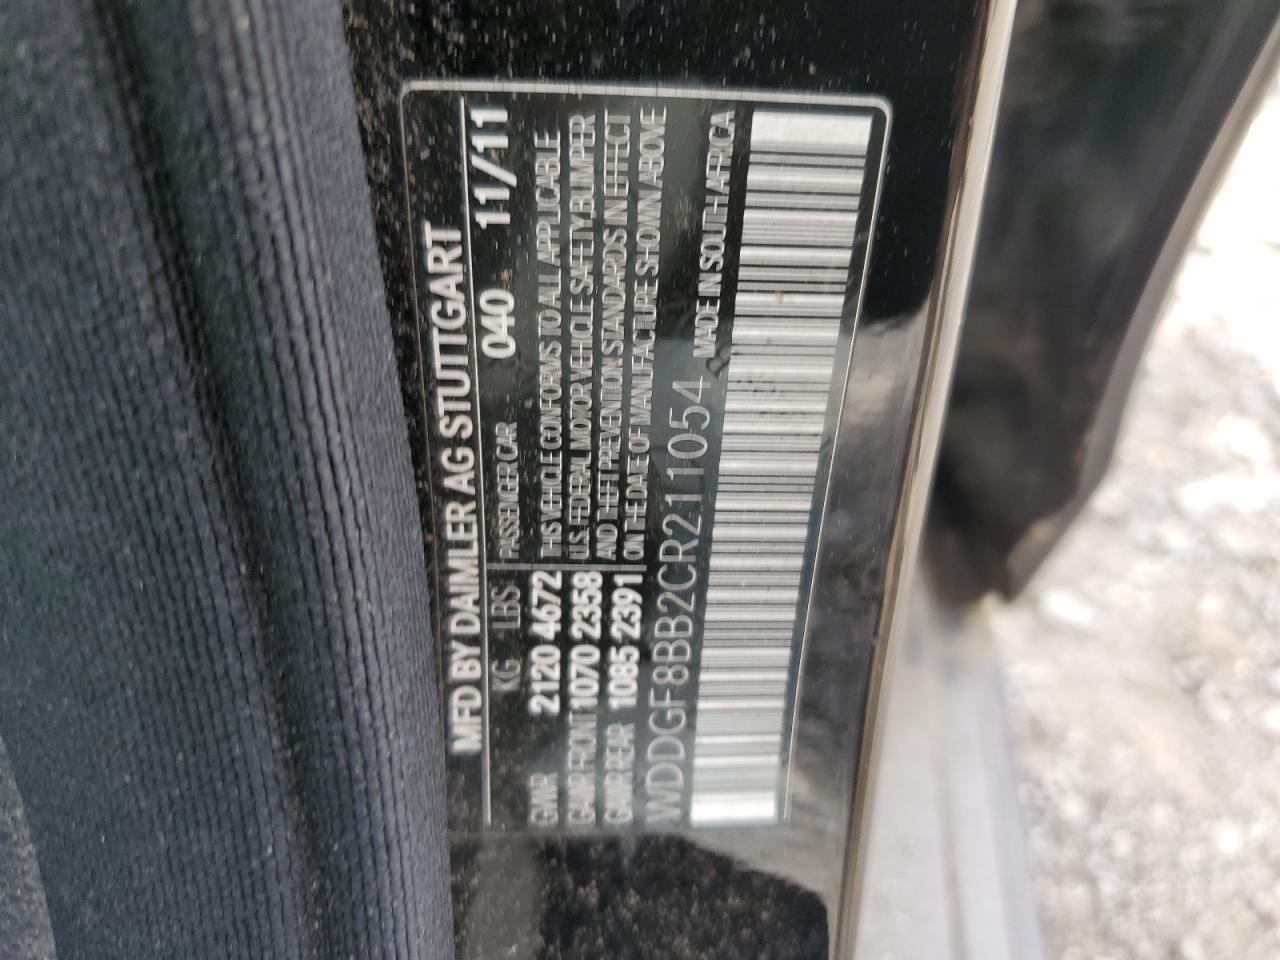 MFD BY DAIMLER AG STUTTGART
KG LBS PASSENGER CAR 040 11/11
GVWR 2120 4672 THIS VEHICLE CONFORMS TO ALL APPLICABLE
GAWR FRONT 1070 2358 U.S. FEDERAL MOTOR VEHICLE SAFETY, BUMPER
GAWR REAR 1085 2391 AND THEFT PREVENTION STANDARDS IN EFFECT
ON THE DATE OF MANUFACTURE SHOWN ABOVE
WDDGF8BB2CR211054 MADE IN SOUTH AFRICA